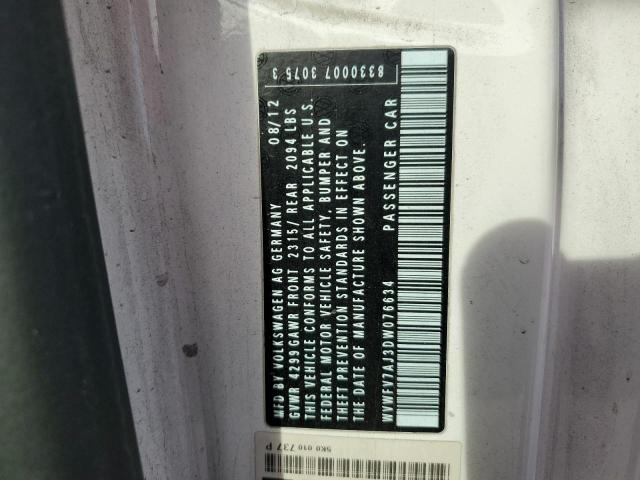 8330007 3075 3
MFD BY VOLKSWAGEN AG GERMANY 08/12
GVWR 4299 GAWR FRONT 2315/ REAR 2094 LBS
THIS VEHICLE CONFORMS TO ALL APPLICABLE U.S.
FEDERAL MOTOR VEHICLE SAFETY, BUMPER AND
THEFT PREVENTION STANDARDS IN EFFECT ON
THE DATE OF MANUFACTURE SHOWN ABOVE.
WVWFV7AJ3DW076634 PASSENGER CAR
5K0 010 737 P